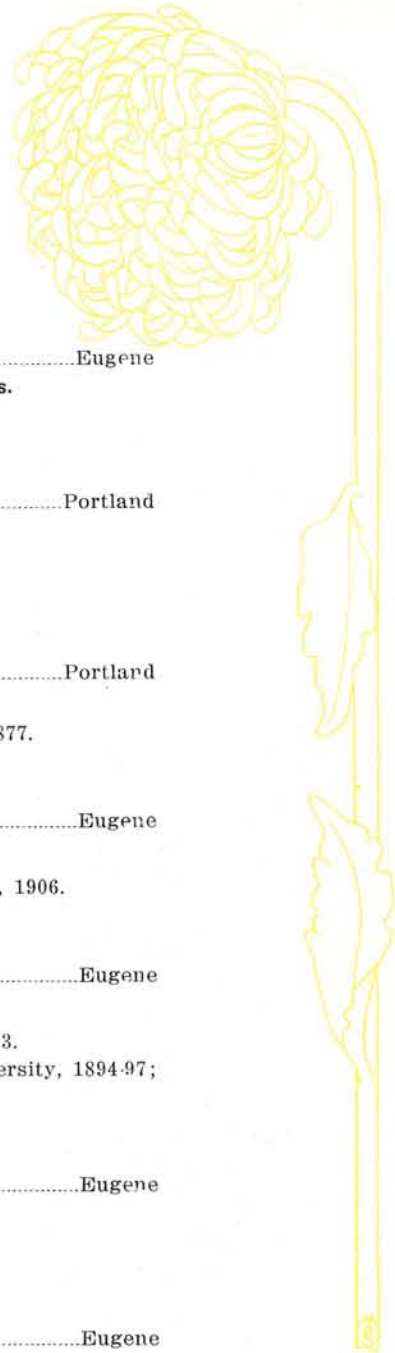 Eugene
s.
Portland
Portland
877.
Eugene
, 1906.
Eugene
3.
ersity, 1894-97;
Eugene
Eugene